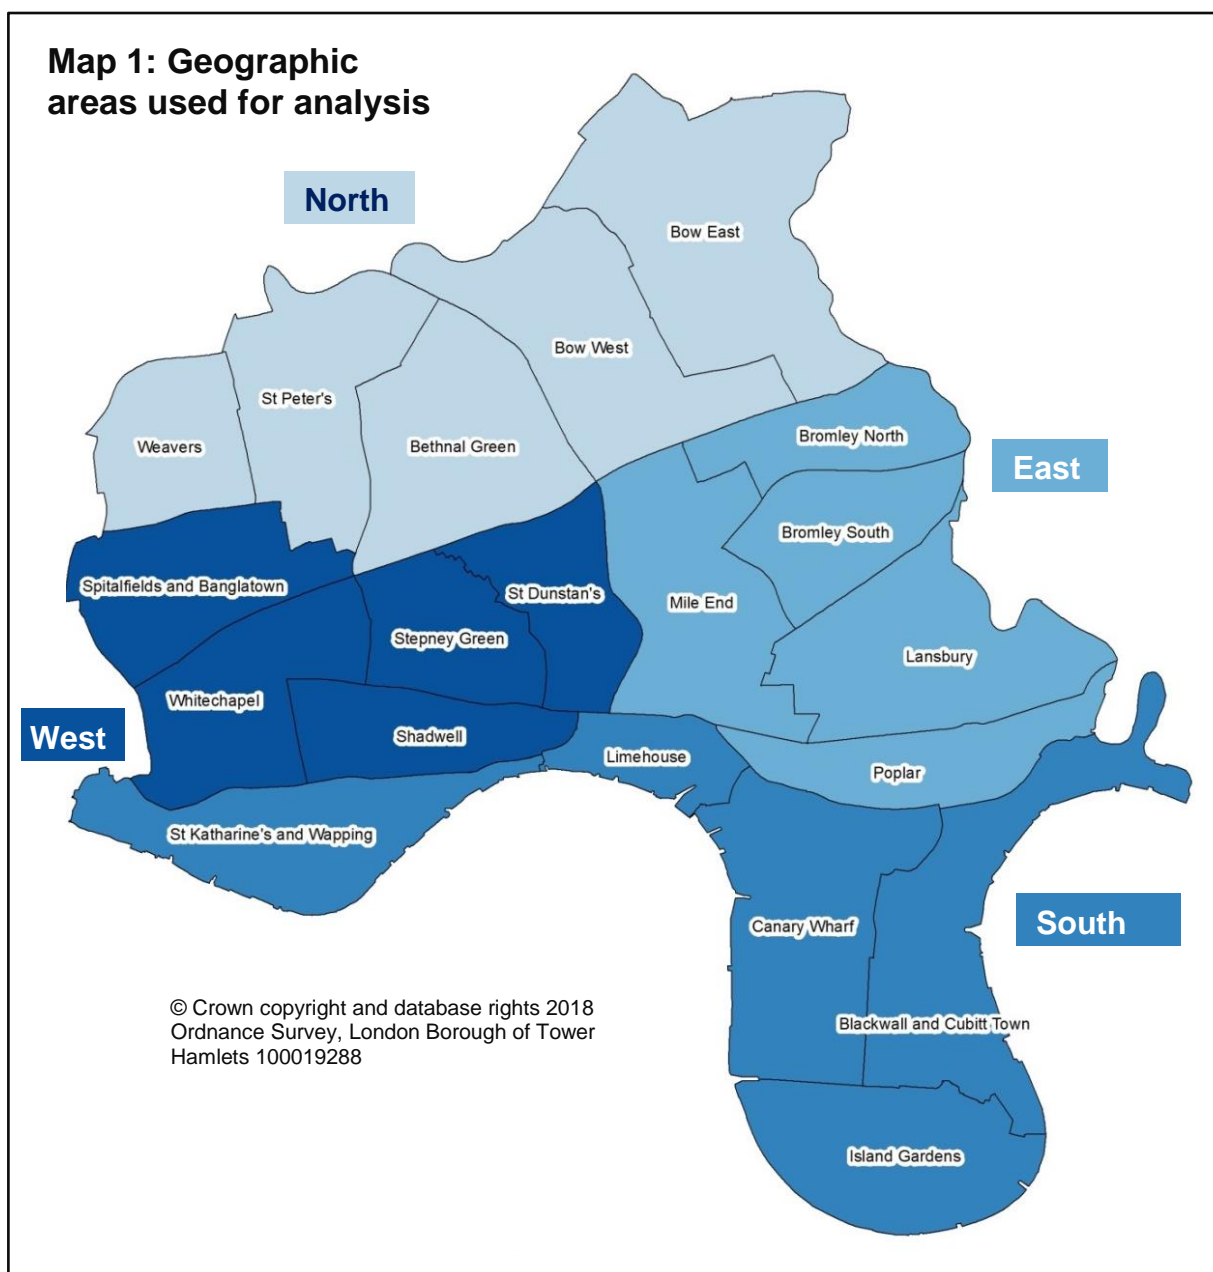 Map 1: Geographic
areas used for analysis
North
Bow East
Bow West
St Peter's
Weavers
Bethnal Green
Bromley North
East
Bromley South
Spitalfields and Banglatown
St Dunstan's
Mile End
Stepney Green
Lansbury
Whitechapel
West
Shadwell
Limehouse
Poplar
St Katharine's and Wapping
Canary Wharf
South
© Crown copyright and database rights 2018
Ordnance Survey, London Borough of Tower
Hamlets 100019288
Blackwall and Cubitt Town
Island Gardens